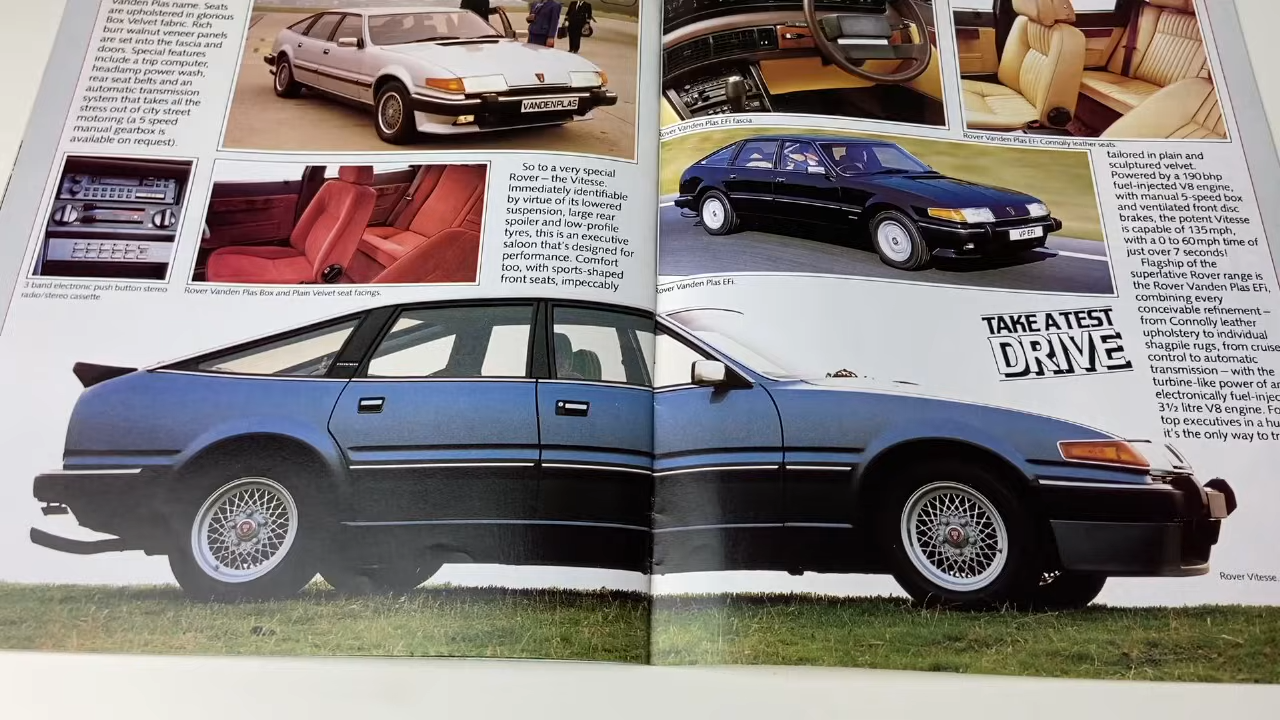 Vanden Plas name. Seats
are upholstered in glorious
Box Velvet fabric. Rich
burr walnut veneer panels
are set into the fascia and
doors. Special features
include a trip computer,
headlamp power wash,
rear seat belts and an
automatic transmission
system that takes all the
stress out of city street
motoring (a 5 speed
manual gearbox is
available on request).
VANDEN PLAS
3 band electronic push button stereo
radio/stereo cassette.
Rover Vanden Plas Box and Plain Velvet seat facings.
So to a very special
Rover – the Vitesse.
Immediately identifiable
by virtue of its lowered
suspension, large rear
spoiler and low-profile
tyres, this is an executive
saloon that's designed for
performance. Comfort
too, with sports-shaped
front seats, impeccably
Rover Vanden Plas EFi fascia.
Rover Vanden Plas EFi Connolly leather seats.
VP EFI
Rover Vanden Plas EFi.
tailored in plain and
sculptured velvet.
Powered by a 190bhp
fuel-injected V8 engine,
with manual 5-speed box
and ventilated front disc
brakes, the potent Vitesse
is capable of 135mph,
with a 0 to 60mph time of
just over 7 seconds!
Flagship of the
superlative Rover range is
the Rover Vanden Plas EFi,
combining every
conceivable refinement –
from Connolly leather
upholstery to individual
shagpile rugs, from cruise
control to automatic
transmission – with the
turbine-like power of a
electronically fuel-injec
3½ litre V8 engine. Fo
top executives in a hu
it's the only way to tr
TAKE A TEST
DRIVE
Rover Vitesse